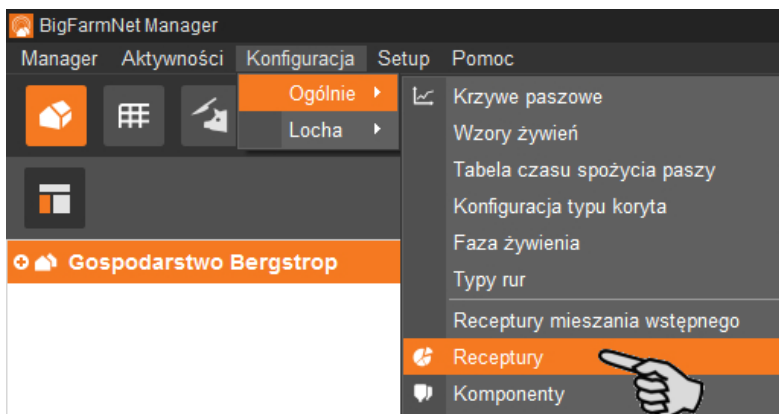 BigFarmNet Manager
Manager Aktywności Konfiguracja Setup Pomoc
Ogólnie
Locha
Krzywe paszowe
Wzory żywień
Tabela czasu spożycia paszy
Konfiguracja typu koryta
Faza żywienia
Typy rur
Gospodarstwo Bergstrop
Receptury mieszania wstępnego
Receptury
Komponenty